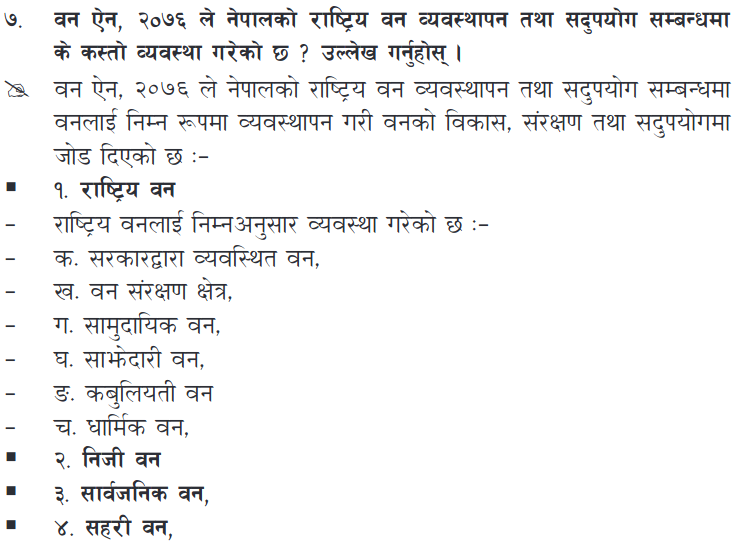 ७. वन ऐन, २०७६ ले नेपालको राष्ट्रिय वन व्यवस्थापन तथा सदुपयोग सम्बन्धमा
के कस्तो व्यवस्था गरेको छ ? उल्लेख गर्नुहोस् ।
वन ऐन, २०७६ ले नेपालको राष्ट्रिय वन व्यवस्थापन तथा सदुपयोग सम्बन्धमा
वनलाई निम्न रूपमा व्यवस्थापन गरी वनको विकास, संरक्षण तथा सदुपयोगमा
जोड दिएको छ :–
■ १. राष्ट्रिय वन
– राष्ट्रिय वनलाई निम्नअनुसार व्यवस्था गरेको छ :–
– क. सरकारद्वारा व्यवस्थित वन,
– ख. वन संरक्षण क्षेत्र,
– ग. सामुदायिक वन,
– घ. साझेदारी वन,
– ङ. कबुलियती वन
– च. धार्मिक वन,
■ २. निजी वन
■ ३. सार्वजनिक वन,
■ ४. सहरी वन,